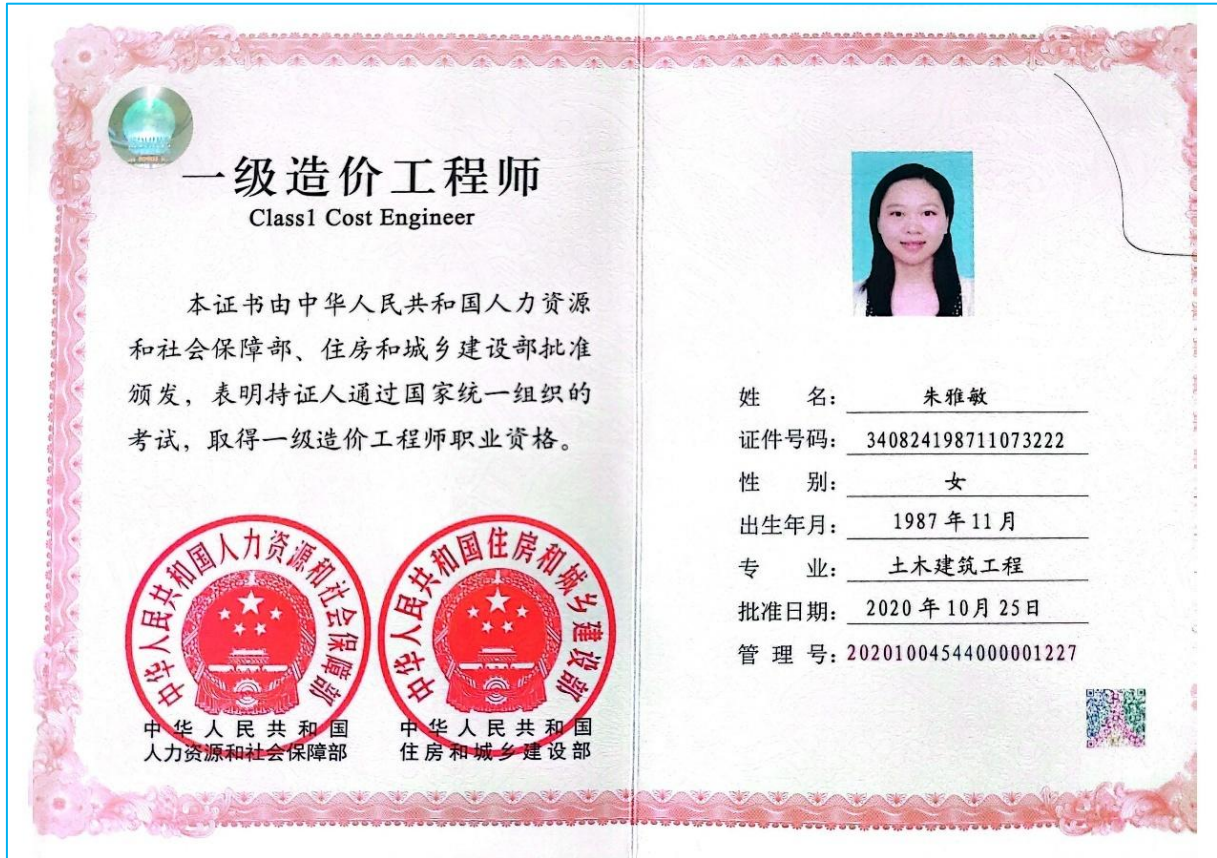 一级造价工程师
Class1 Cost Engineer
本证书由中华人民共和国人力资源
和社会保障部、住房和城乡建设部批准
颁发，表明持证人通过国家统一组织的
考试，取得一级造价工程师职业资格。
中华人民共和国人力资源和社会保障部
中华人民共和国
人力资源和社会保障部
中华人民共和国住房和城乡建设部
中华人民共和国
住房和城乡建设部
姓 名：朱雅敏
证件号码：340824198711073222
性 别：女
出生年月：1987年11月
专 业：土木建筑工程
批准日期：2020年10月25日
管 理 号：20201004544000001227